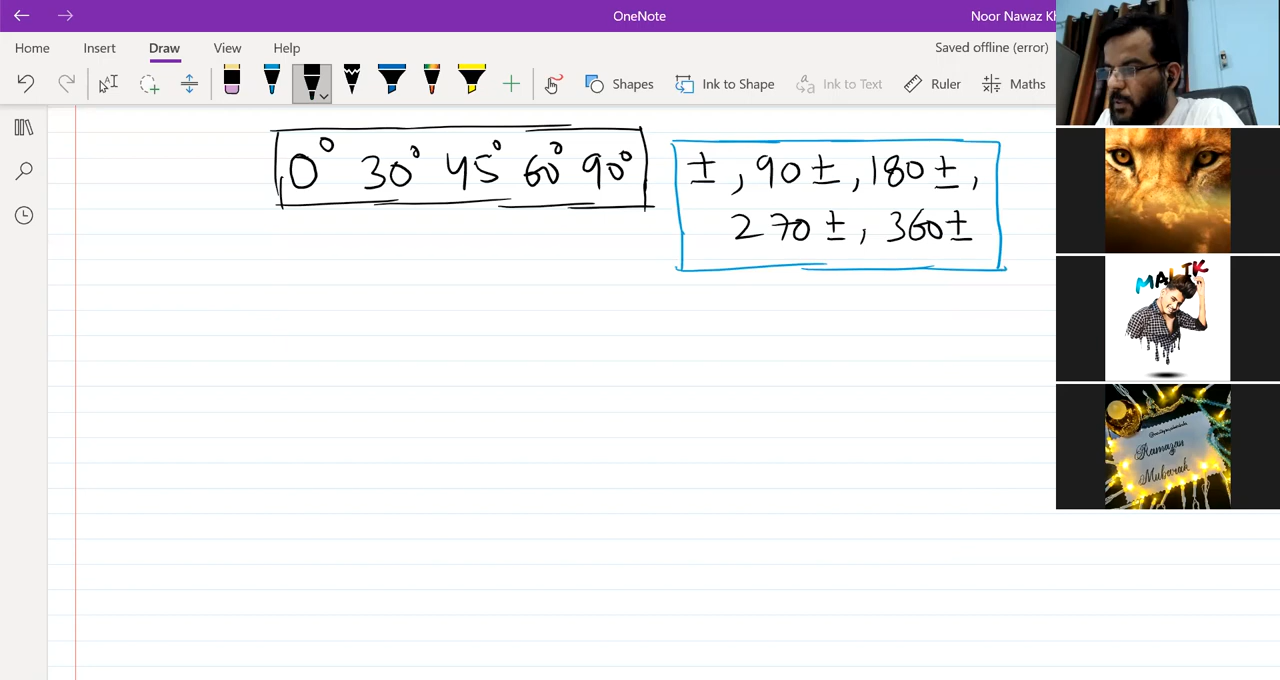 OneNote
Noor Nawaz Kh
Home Insert Draw View Help
Saved offline (error)
Shapes Ink to Shape Ink to Text Ruler Maths
0° 30° 45° 60° 90°
±, 90±, 180±,
270±, 360±
MALIK
Ramazan
Mubarak